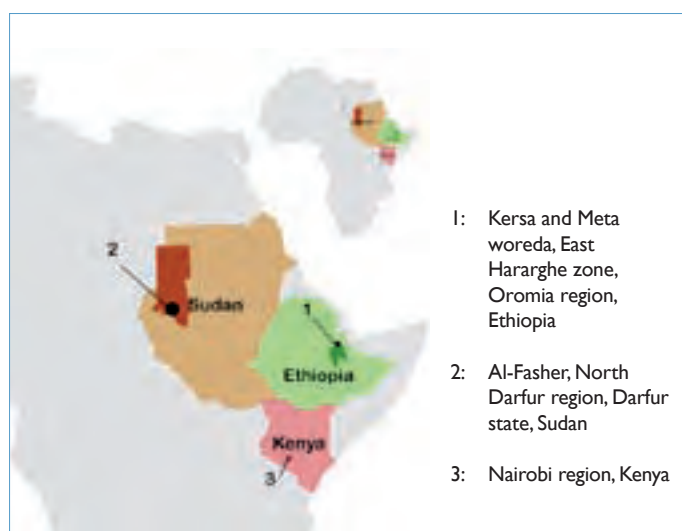 2
Sudan
1
Ethiopia
Kenya
3
1: Kersa and Meta
woreda, East
Hararghe zone,
Oromia region,
Ethiopia
2: Al-Fasher, North
Darfur region, Darfur
state, Sudan
3: Nairobi region, Kenya